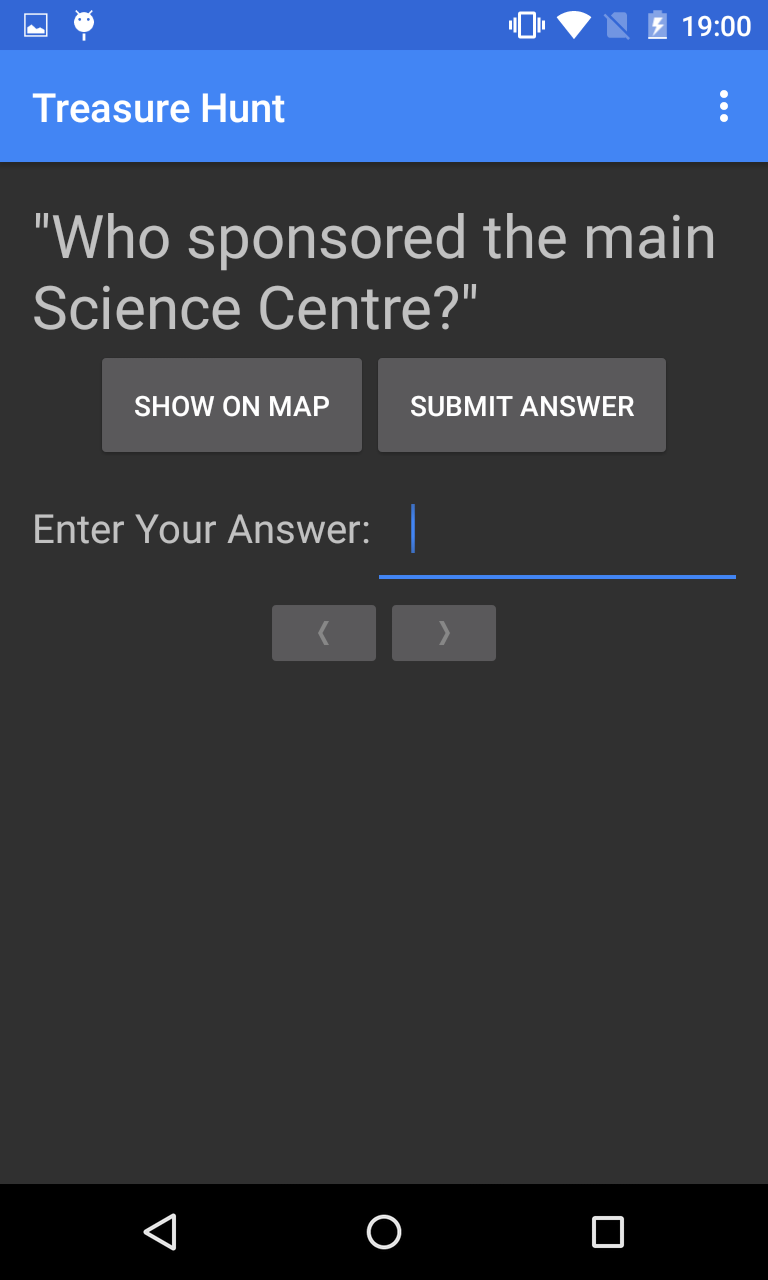 19:00
Treasure Hunt
"Who sponsored the main
Science Centre?"
SHOW ON MAP SUBMIT ANSWER
Enter Your Answer: